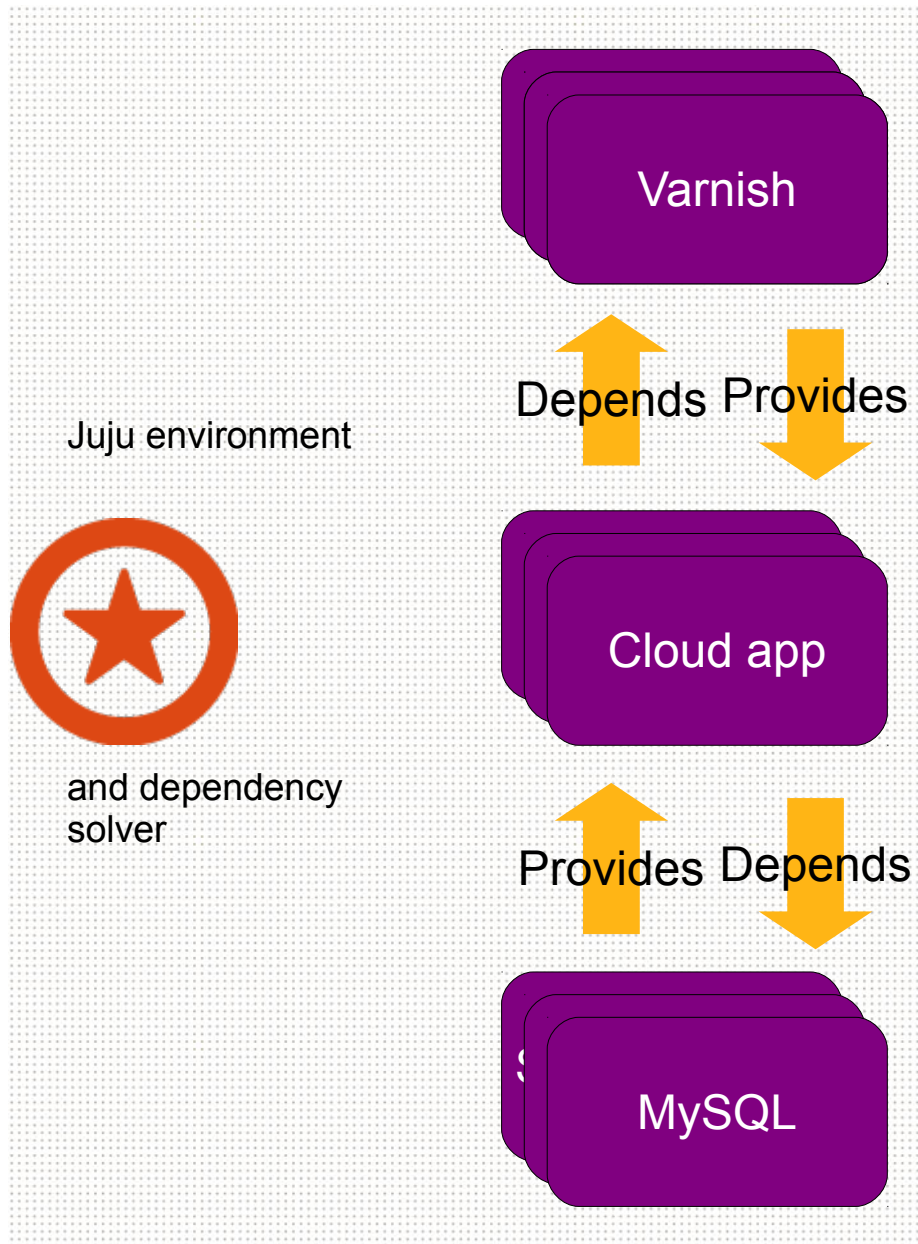 Varnish
Depends Provides
Juju environment
Cloud app
and dependency
solver
Provides Depends
MySQL